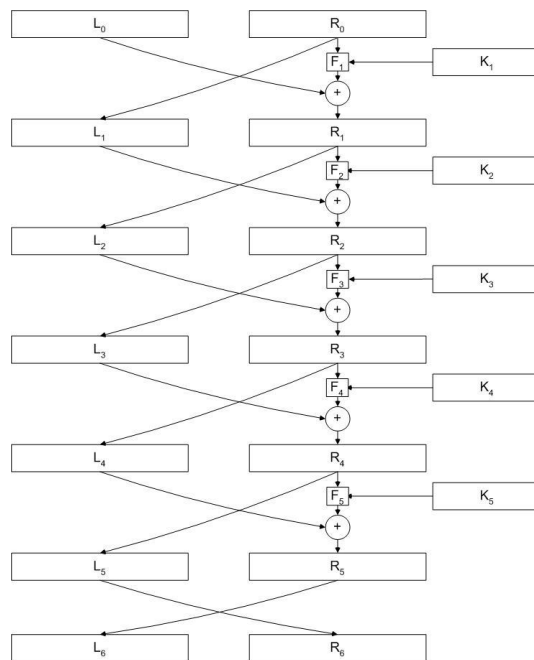 L₀ R₀
F₁ K₁
+
L₁ R₁
F₂ K₂
+
L₂ R₂
F₃ K₃
+
L₃ R₃
F₄ K₄
+
L₄ R₄
F₅ K₅
+
L₅ R₅
L₆ R₆